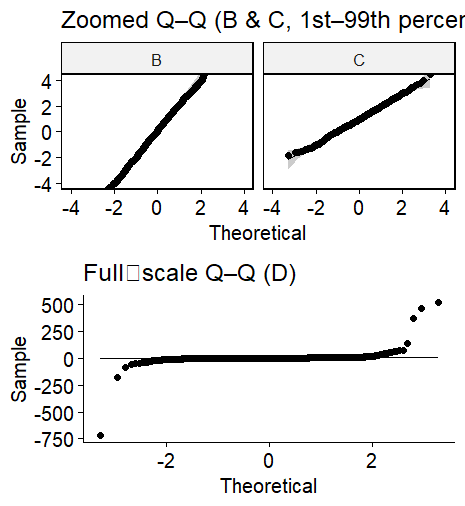 Zoomed Q–Q (B & C, 1st–99th percer
B
C
Sample
4
2
0
-2
-4
-4 -2 0 2 4
-4 -2 0 2 4
Theoretical
Full□scale Q–Q (D)
Sample
500
250
0
-250
-500
-750
-2 0 2
Theoretical